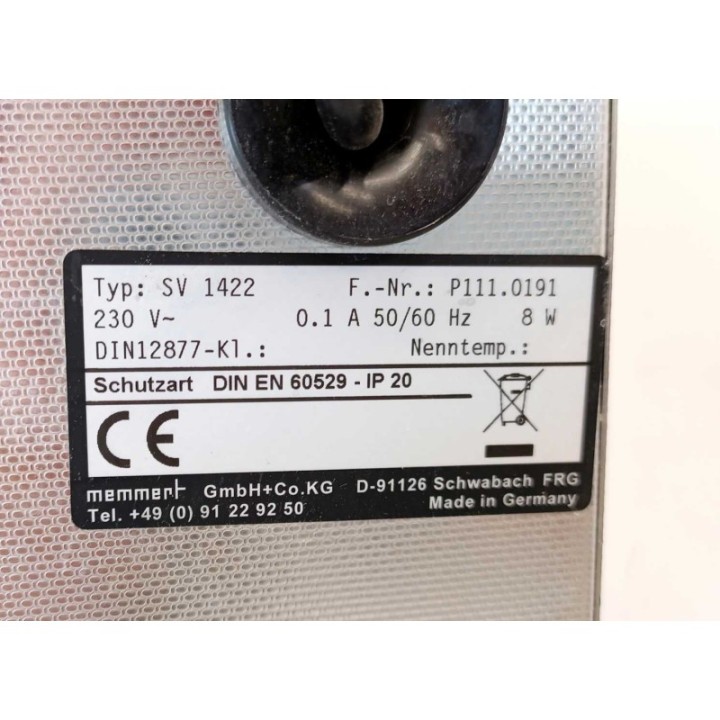 Typ: SV 1422 F.-Nr.: P111.0191
230 V~ 0.1 A 50/60 Hz 8 W
DIN12877-Kl.: Nenntemp.:
Schutzart DIN EN 60529 - IP 20
CE
memmert GmbH+Co.KG D-91126 Schwabach FRG
Tel. +49 (0) 91 22 92 50 Made in Germany